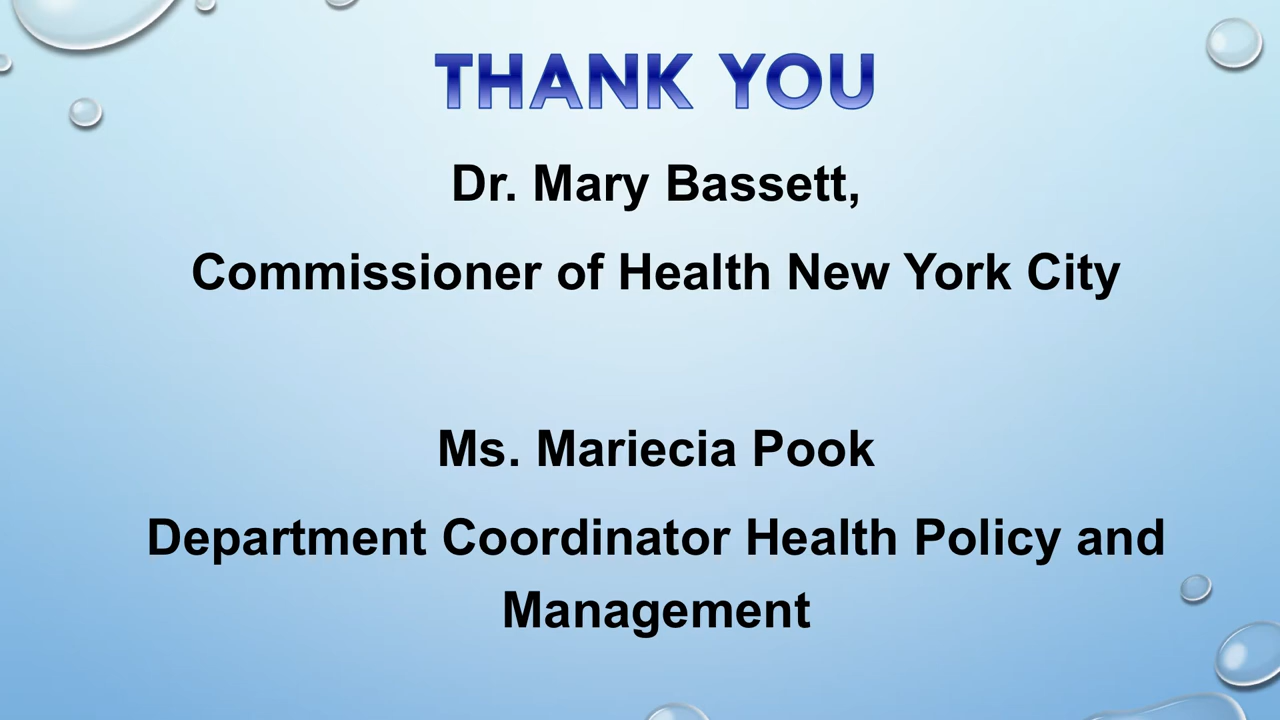 THANK YOU
Dr. Mary Bassett,
Commissioner of Health New York City
Ms. Mariecia Pook
Department Coordinator Health Policy and
Management